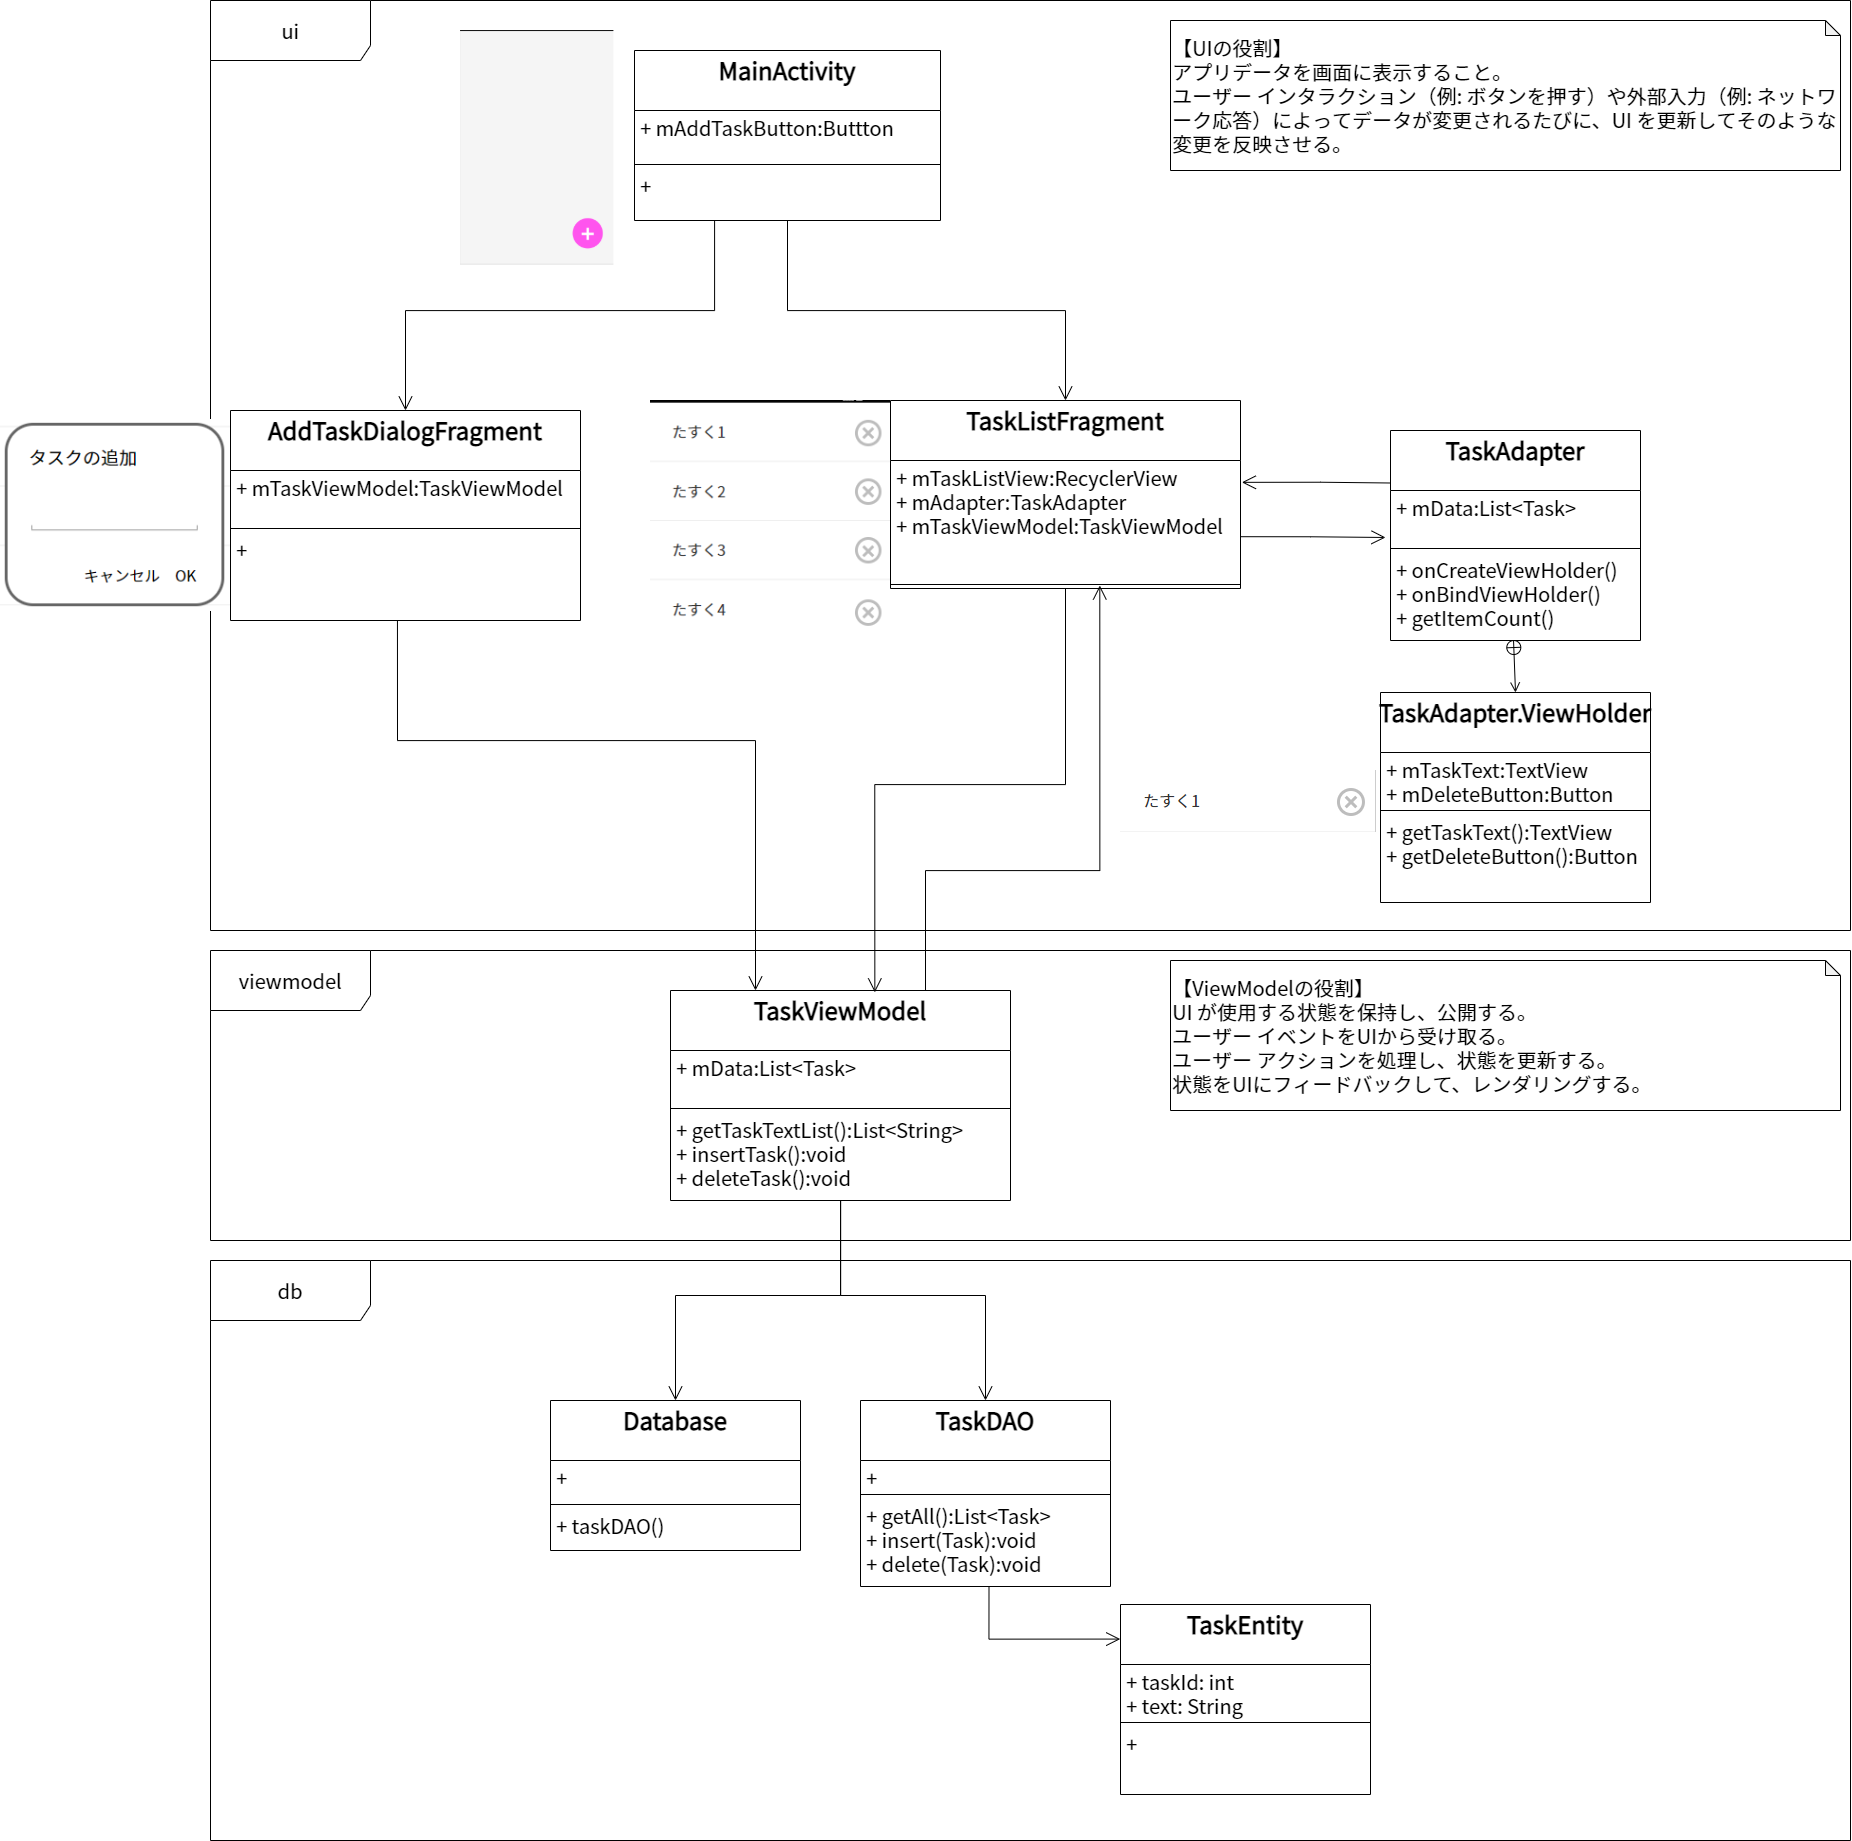 ui
MainActivity
+ mAddTaskButton:Buttton
+
+
【UIの役割】
アプリデータを画面に表示すること。
ユーザー インタラクション（例: ボタンを押す）や外部入力（例: ネットワ
ーク応答）によってデータが変更されるたびに、UI を更新してそのような
変更を反映させる。
タスクの追加
キャンセル OK
AddTaskDialogFragment
+ mTaskViewModel:TaskViewModel
+
たすく1
たすく2
たすく3
たすく4
TaskListFragment
+ mTaskListView:RecyclerView
+ mAdapter:TaskAdapter
+ mTaskViewModel:TaskViewModel
TaskAdapter
+ mData:List<Task>
+ onCreateViewHolder()
+ onBindViewHolder()
+ getItemCount()
たすく1
TaskAdapter.ViewHolder
+ mTaskText:TextView
+ mDeleteButton:Button
+ getTaskText():TextView
+ getDeleteButton():Button
viewmodel
TaskViewModel
+ mData:List<Task>
+ getTaskTextList():List<String>
+ insertTask():void
+ deleteTask():void
【ViewModelの役割】
UI が使用する状態を保持し、公開する。
ユーザー イベントをUIから受け取る。
ユーザー アクションを処理し、状態を更新する。
状態をUIにフィードバックして、レンダリングする。
db
Database
+
+ taskDAO()
TaskDAO
+
+ getAll():List<Task>
+ insert(Task):void
+ delete(Task):void
TaskEntity
+ taskId: int
+ text: String
+